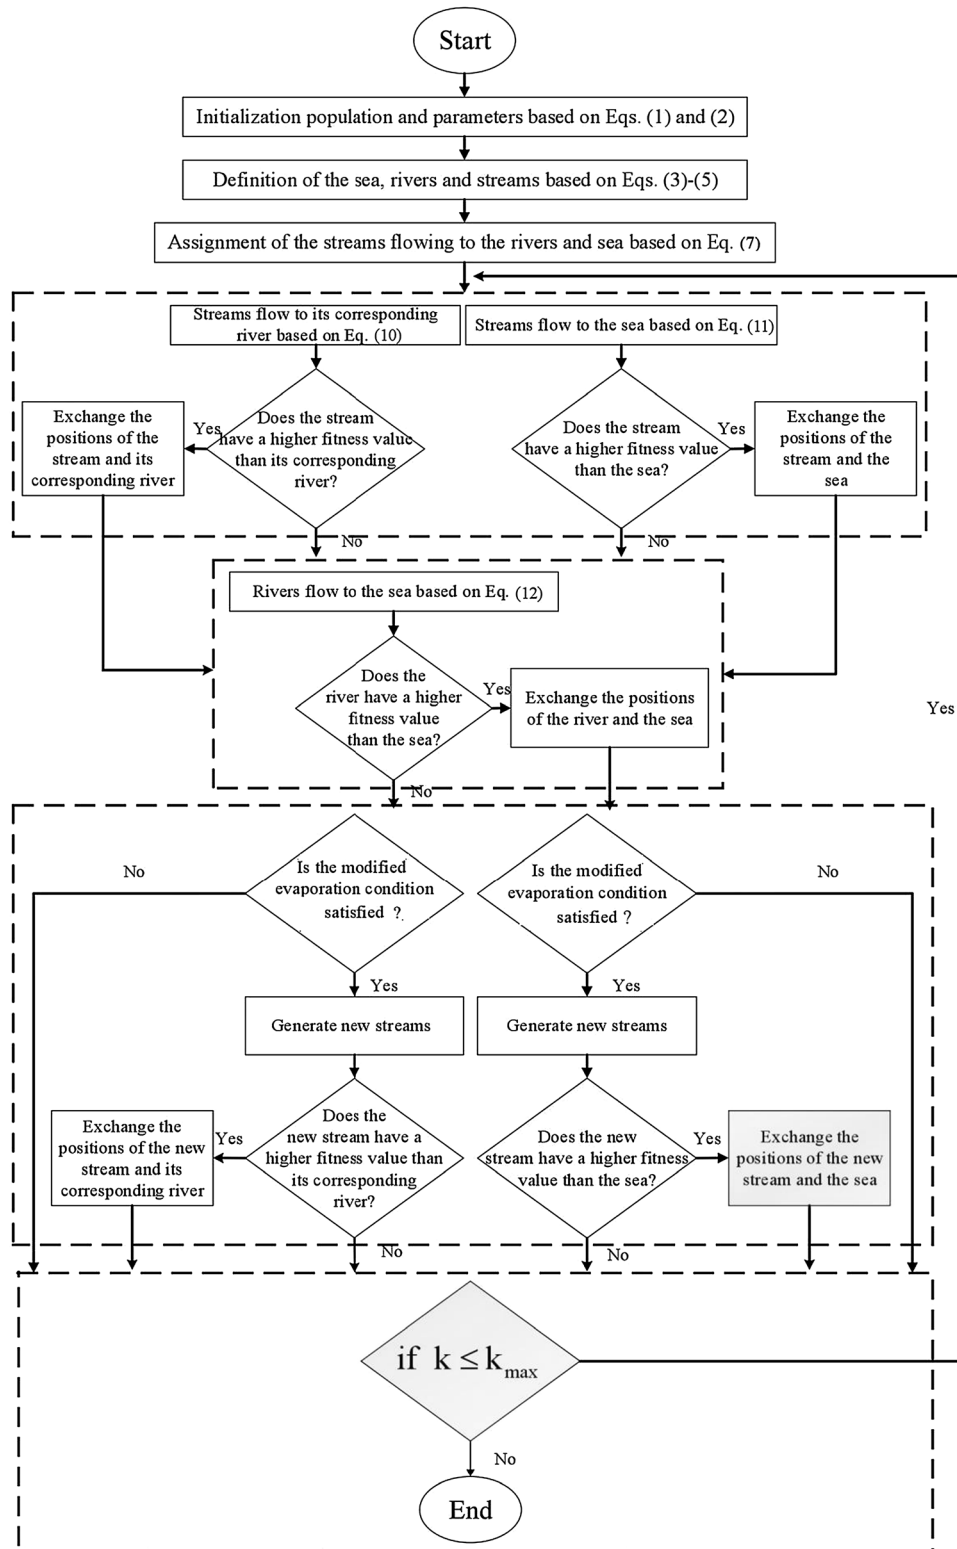 Start
Initialization population and parameters based on Eqs. (1) and (2)
Definition of the sea, rivers and streams based on Eqs. (3)-(5)
Assignment of the streams flowing to the rivers and sea based on Eq. (7)
Streams flow to its corresponding
river based on Eq. (10)
Streams flow to the sea based on Eq. (11)
Exchange the
positions of the
stream and its
corresponding river
Yes
Does the stream
have a higher fitness value
than its corresponding
river?
Does the stream
have a higher fitness value
than the sea?
Yes
Exchange the
positions of the
stream and the
sea
No
No
Rivers flow to the sea based on Eq. (12)
Does the
river have a higher
fitness value
than the sea?
Yes
Exchange the positions
of the river and the sea
Yes
No
No
Is the modified
evaporation condition
satisfied ?
Is the modified
evaporation condition
satisfied ?
No
Yes
Yes
Generate new streams
Generate new streams
Exchange the
positions of the new
stream and its
corresponding river
Yes
Does the
new stream have a
higher fitness value than
its corresponding
river?
Does the new
stream have a higher fitness
value than the sea?
Yes
Exchange the
positions of the new
stream and the sea
No
No
if k ≤ kmax
No
End